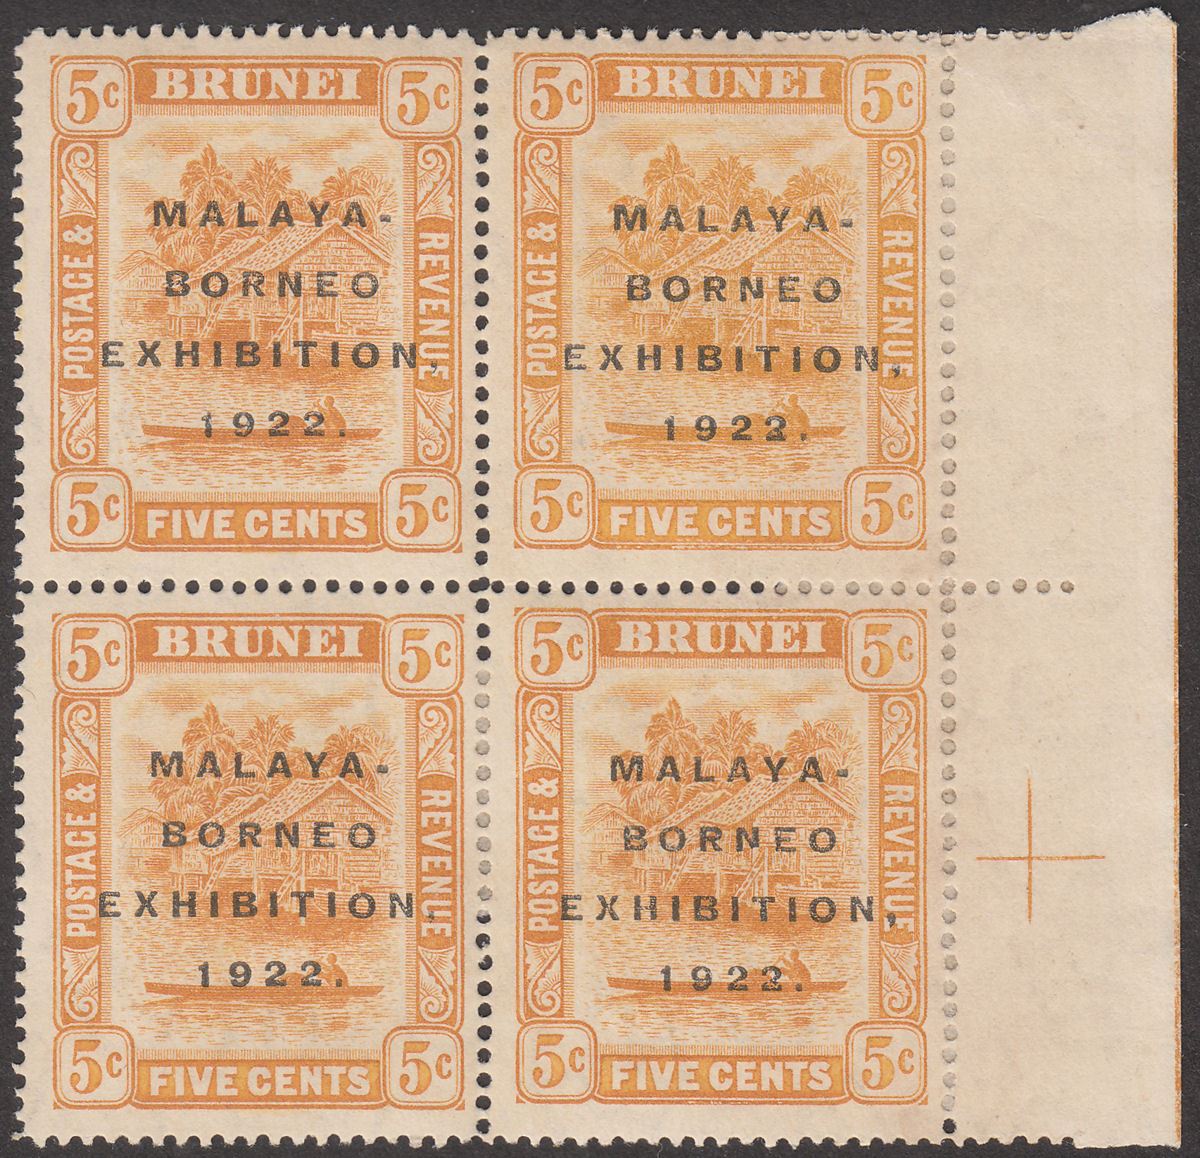 5c BRUNEI 5c
POSTAGE & REVENUE
MALAYA-
BORNEO
EXHIBITION,
1922.
5c FIVE CENTS 5c
5c BRUNEI 5c
POSTAGE & REVENUE
MALAYA-
BORNEO
EXHIBITION,
1922.
5c FIVE CENTS 5c
5c BRUNEI 5c
POSTAGE & REVENUE
MALAYA-
BORNEO
EXHIBITION,
1922.
5c FIVE CENTS 5c
5c BRUNEI 5c
POSTAGE & REVENUE
MALAYA-
BORNEO
EXHIBITION,
1922.
5c FIVE CENTS 5c